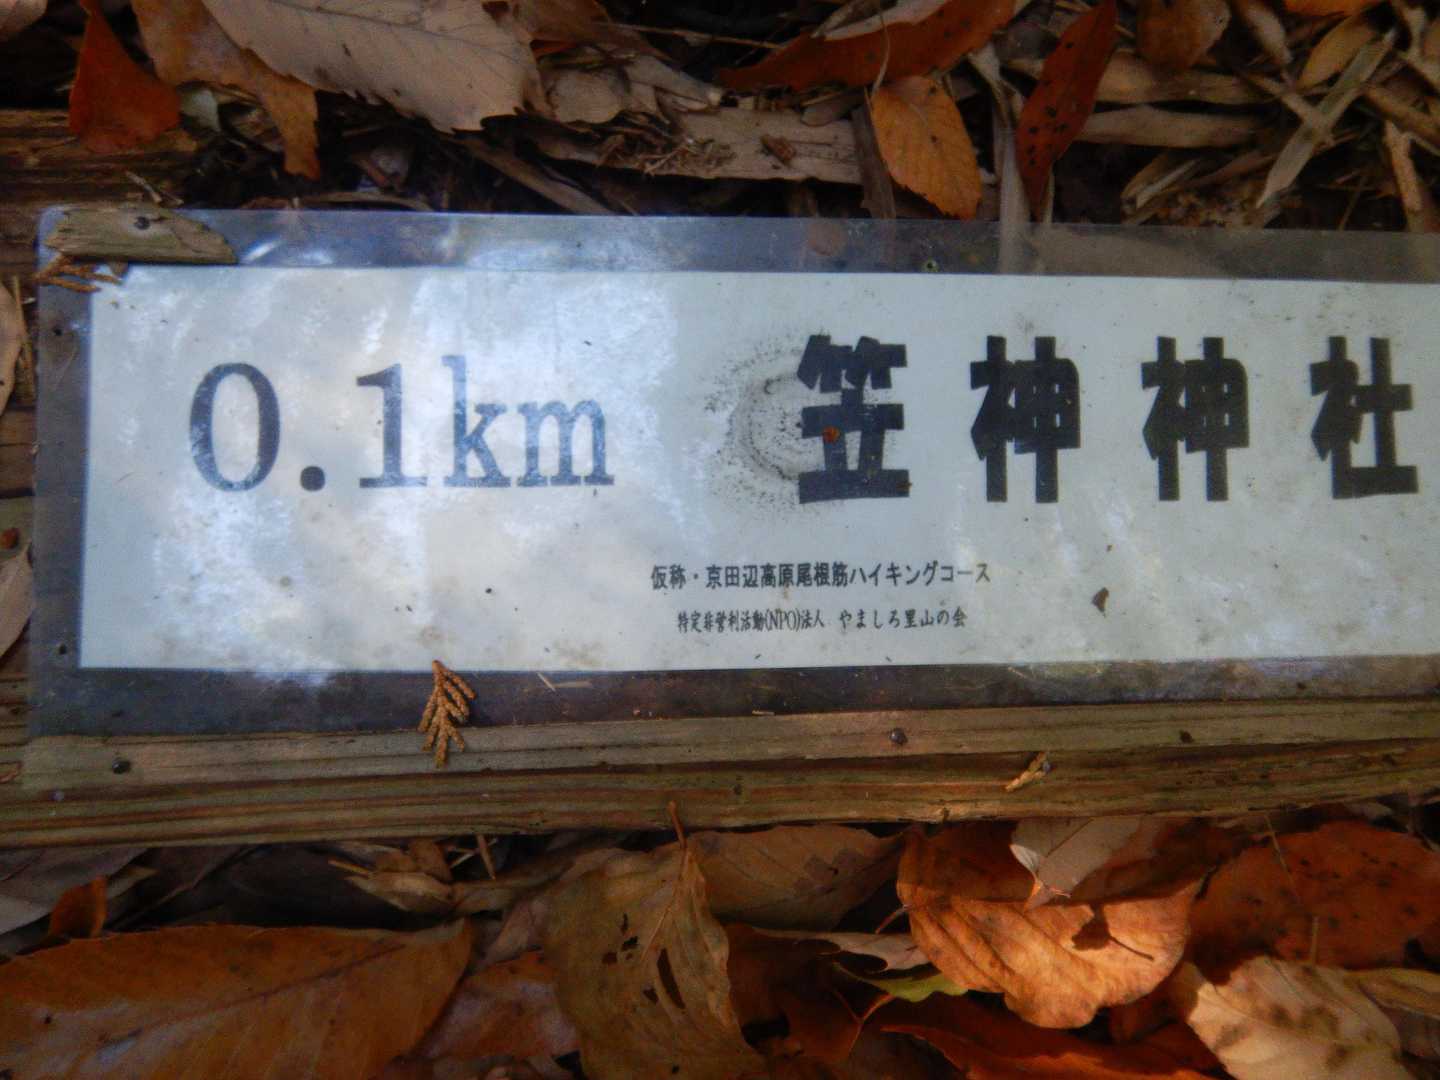 0.1km 笠神神社
仮称・京田辺高原尾根筋ハイキングコース
特定非営利活動(NPO)法人 やましろ里山の会